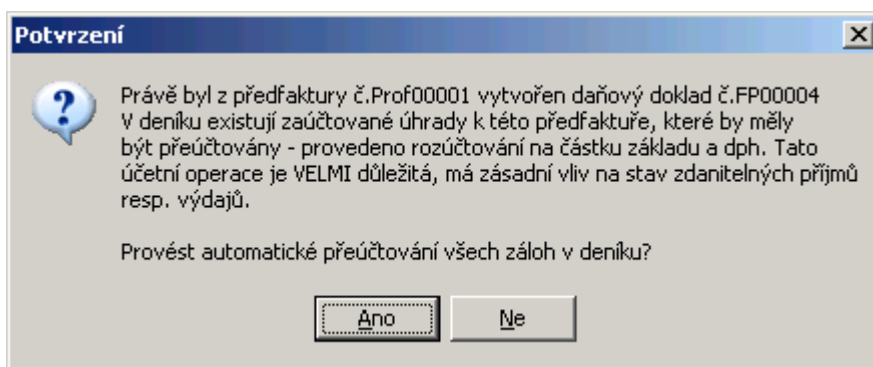 Potvrzení
Právě byl z předfaktury č.Prof00001 vytvořen daňový doklad č.FP00004
V deníku existují zaúčtované úhrady k této předfaktuře, které by měly
být přeúčtovány - provedeno rozúčtování na částku základu a dph. Tato
účetní operace je VELMI důležitá, má zásadní vliv na stav zdanitelných příjmů
resp. výdajů.
Provést automatické přeúčtování všech záloh v deníku?
Ano
Ne